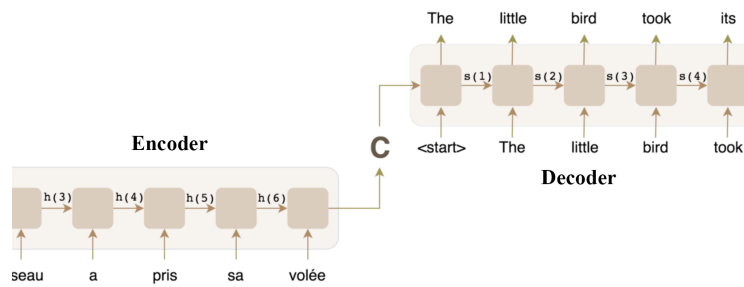 The little bird took its
s(1) s(2) s(3) s(4)
Encoder
C
<start> The little bird took
Decoder
h(3) h(4) h(5) h(6)
seau a pris sa volée